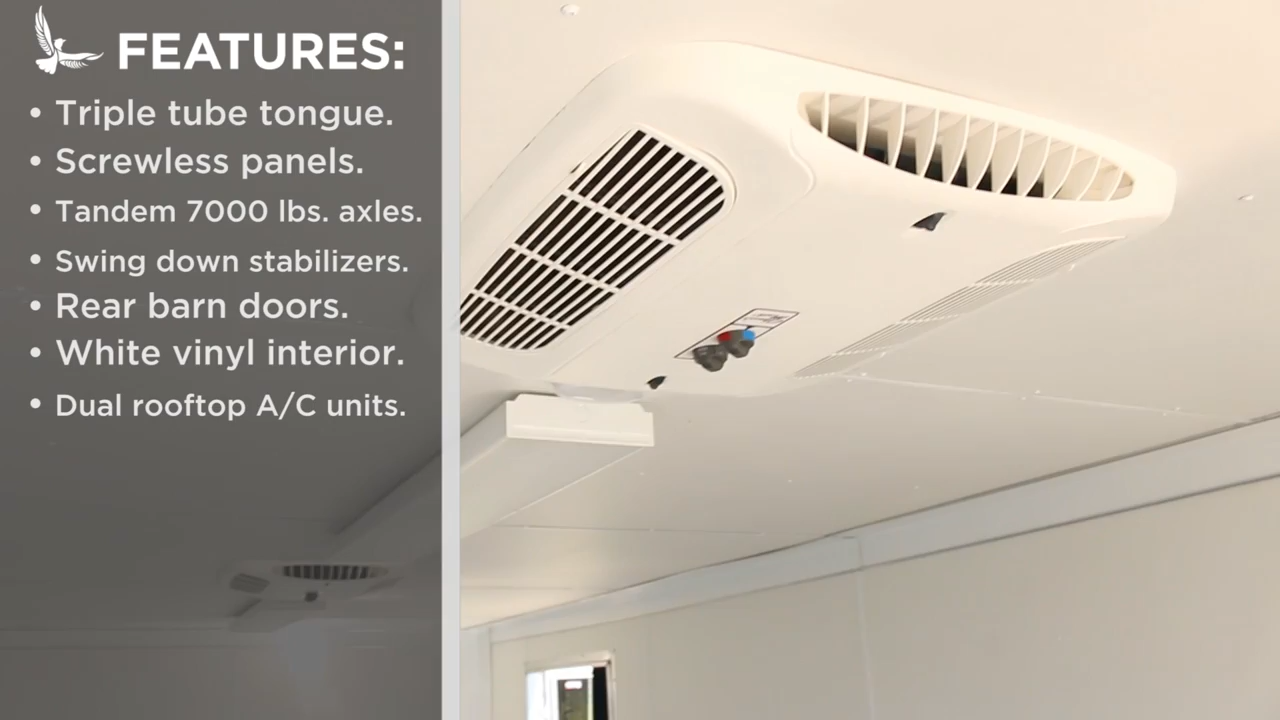 FEATURES:
• Triple tube tongue.
• Screwless panels.
• Tandem 7000 lbs. axles.
• Swing down stabilizers.
• Rear barn doors.
• White vinyl interior.
• Dual rooftop A/C units.